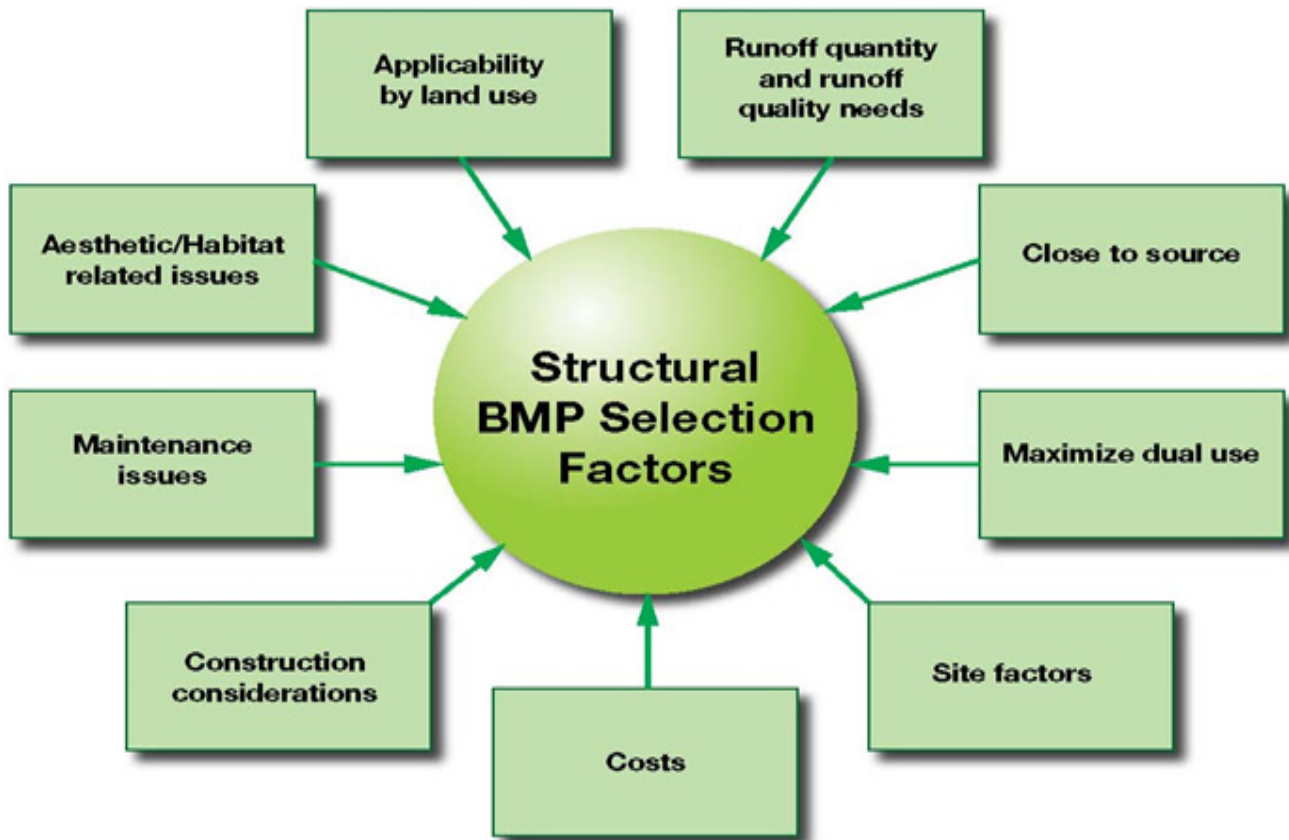 Applicability
by land use
Runoff quantity
and runoff
quality needs
Aesthetic/Habitat
related issues
Close to source
Structural
BMP Selection
Factors
Maintenance
issues
Maximize dual use
Construction
considerations
Site factors
Costs